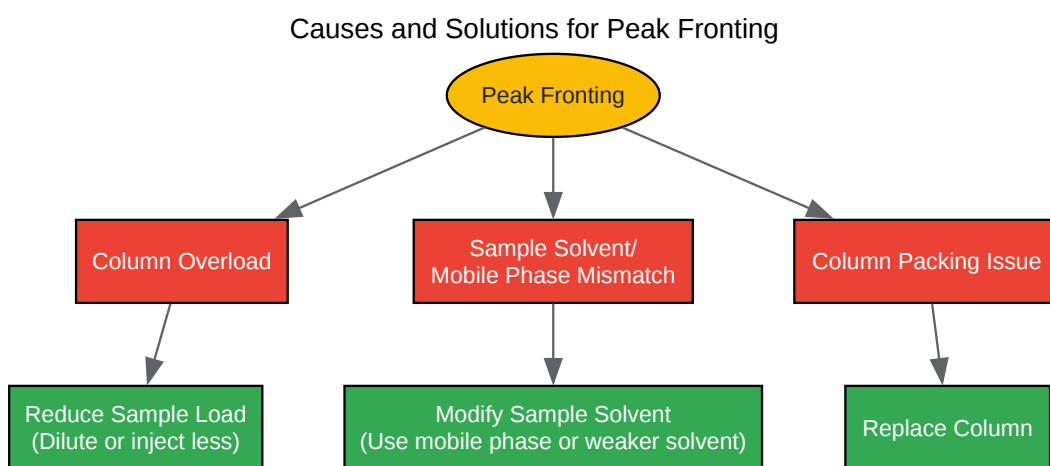 Causes and Solutions for Peak Fronting
Peak Fronting
Column Overload
Sample Solvent/
Mobile Phase Mismatch
Column Packing Issue
Reduce Sample Load
(Dilute or inject less)
Modify Sample Solvent
(Use mobile phase or weaker solvent)
Replace Column